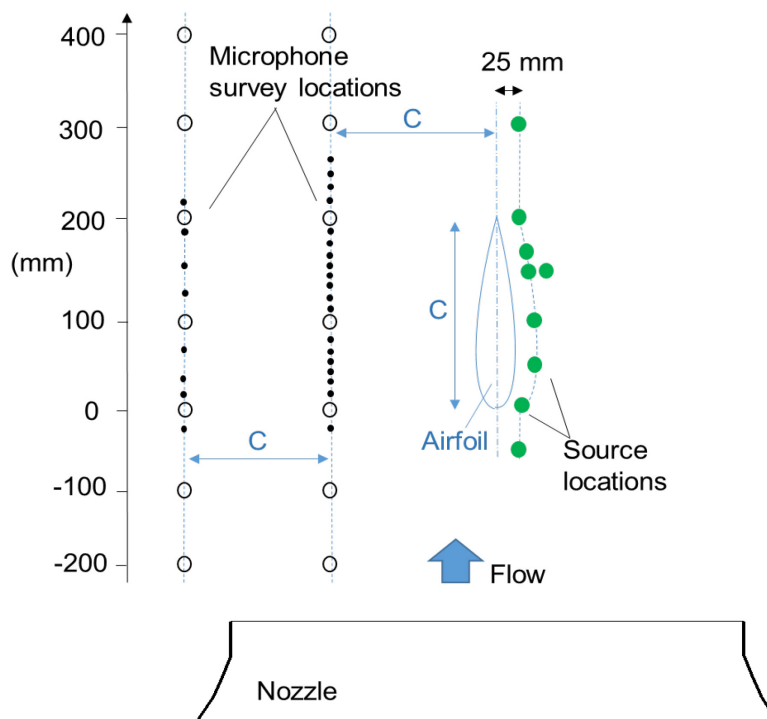 400
Microphone
survey locations
25 mm
C
300
200
(mm)
C
100
0
C
Airfoil
Source
locations
-100
-200
Flow
Nozzle